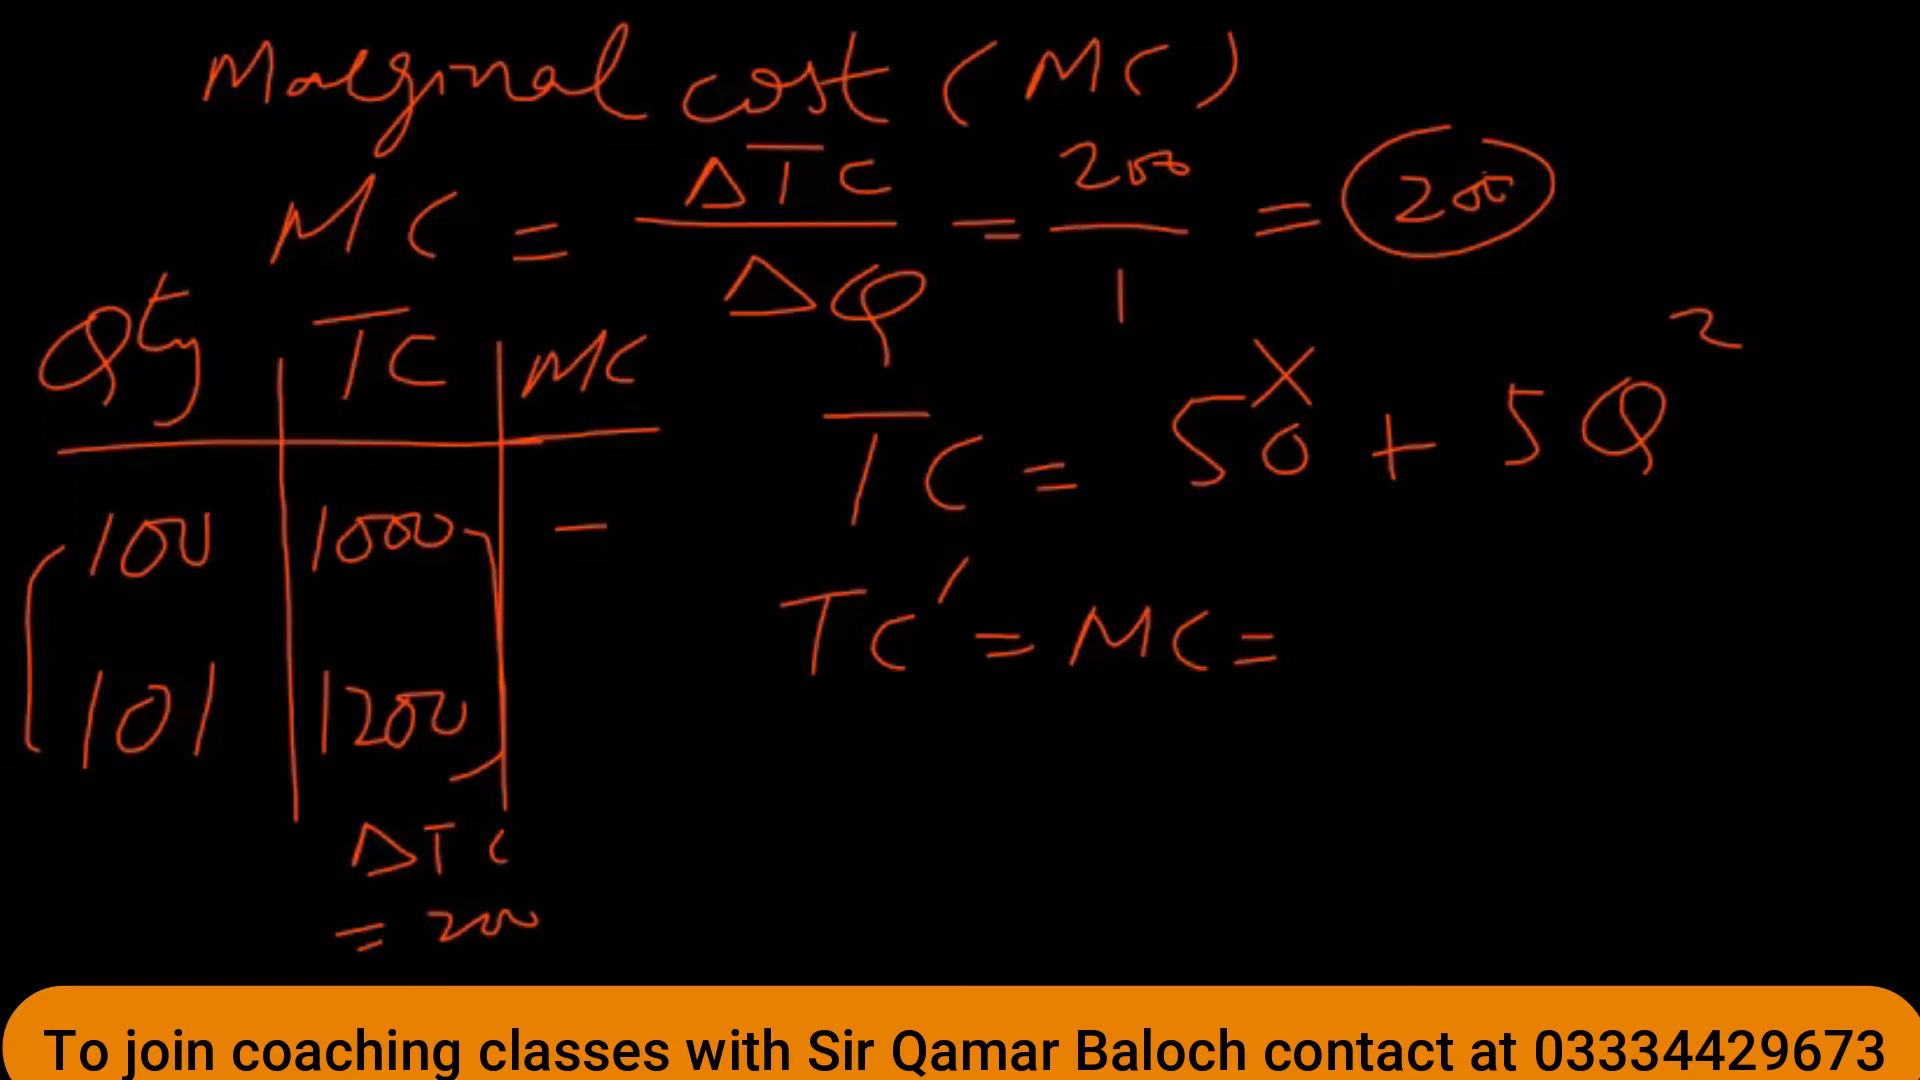 Marginal cost (MC)
MC = ΔTC / ΔQ = 200 / 1 = 200
Qty TC MC
100 1000 —
101 1200
ΔTC
= 200
TC = 50 + 5Q²
TC' = MC =
To join coaching classes with Sir Qamar Baloch contact at 03334429673